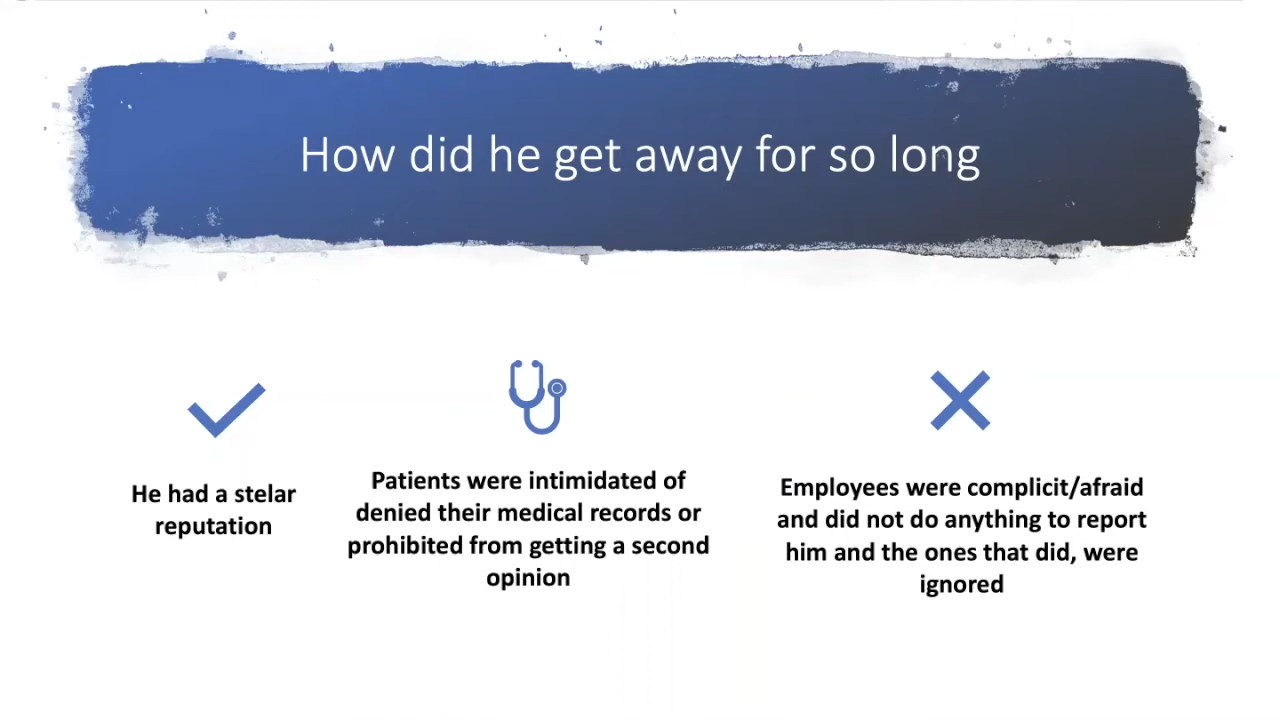 How did he get away for so long
He had a stelar
reputation
Patients were intimidated of
denied their medical records or
prohibited from getting a second
opinion
Employees were complicit/afraid
and did not do anything to report
him and the ones that did, were
ignored